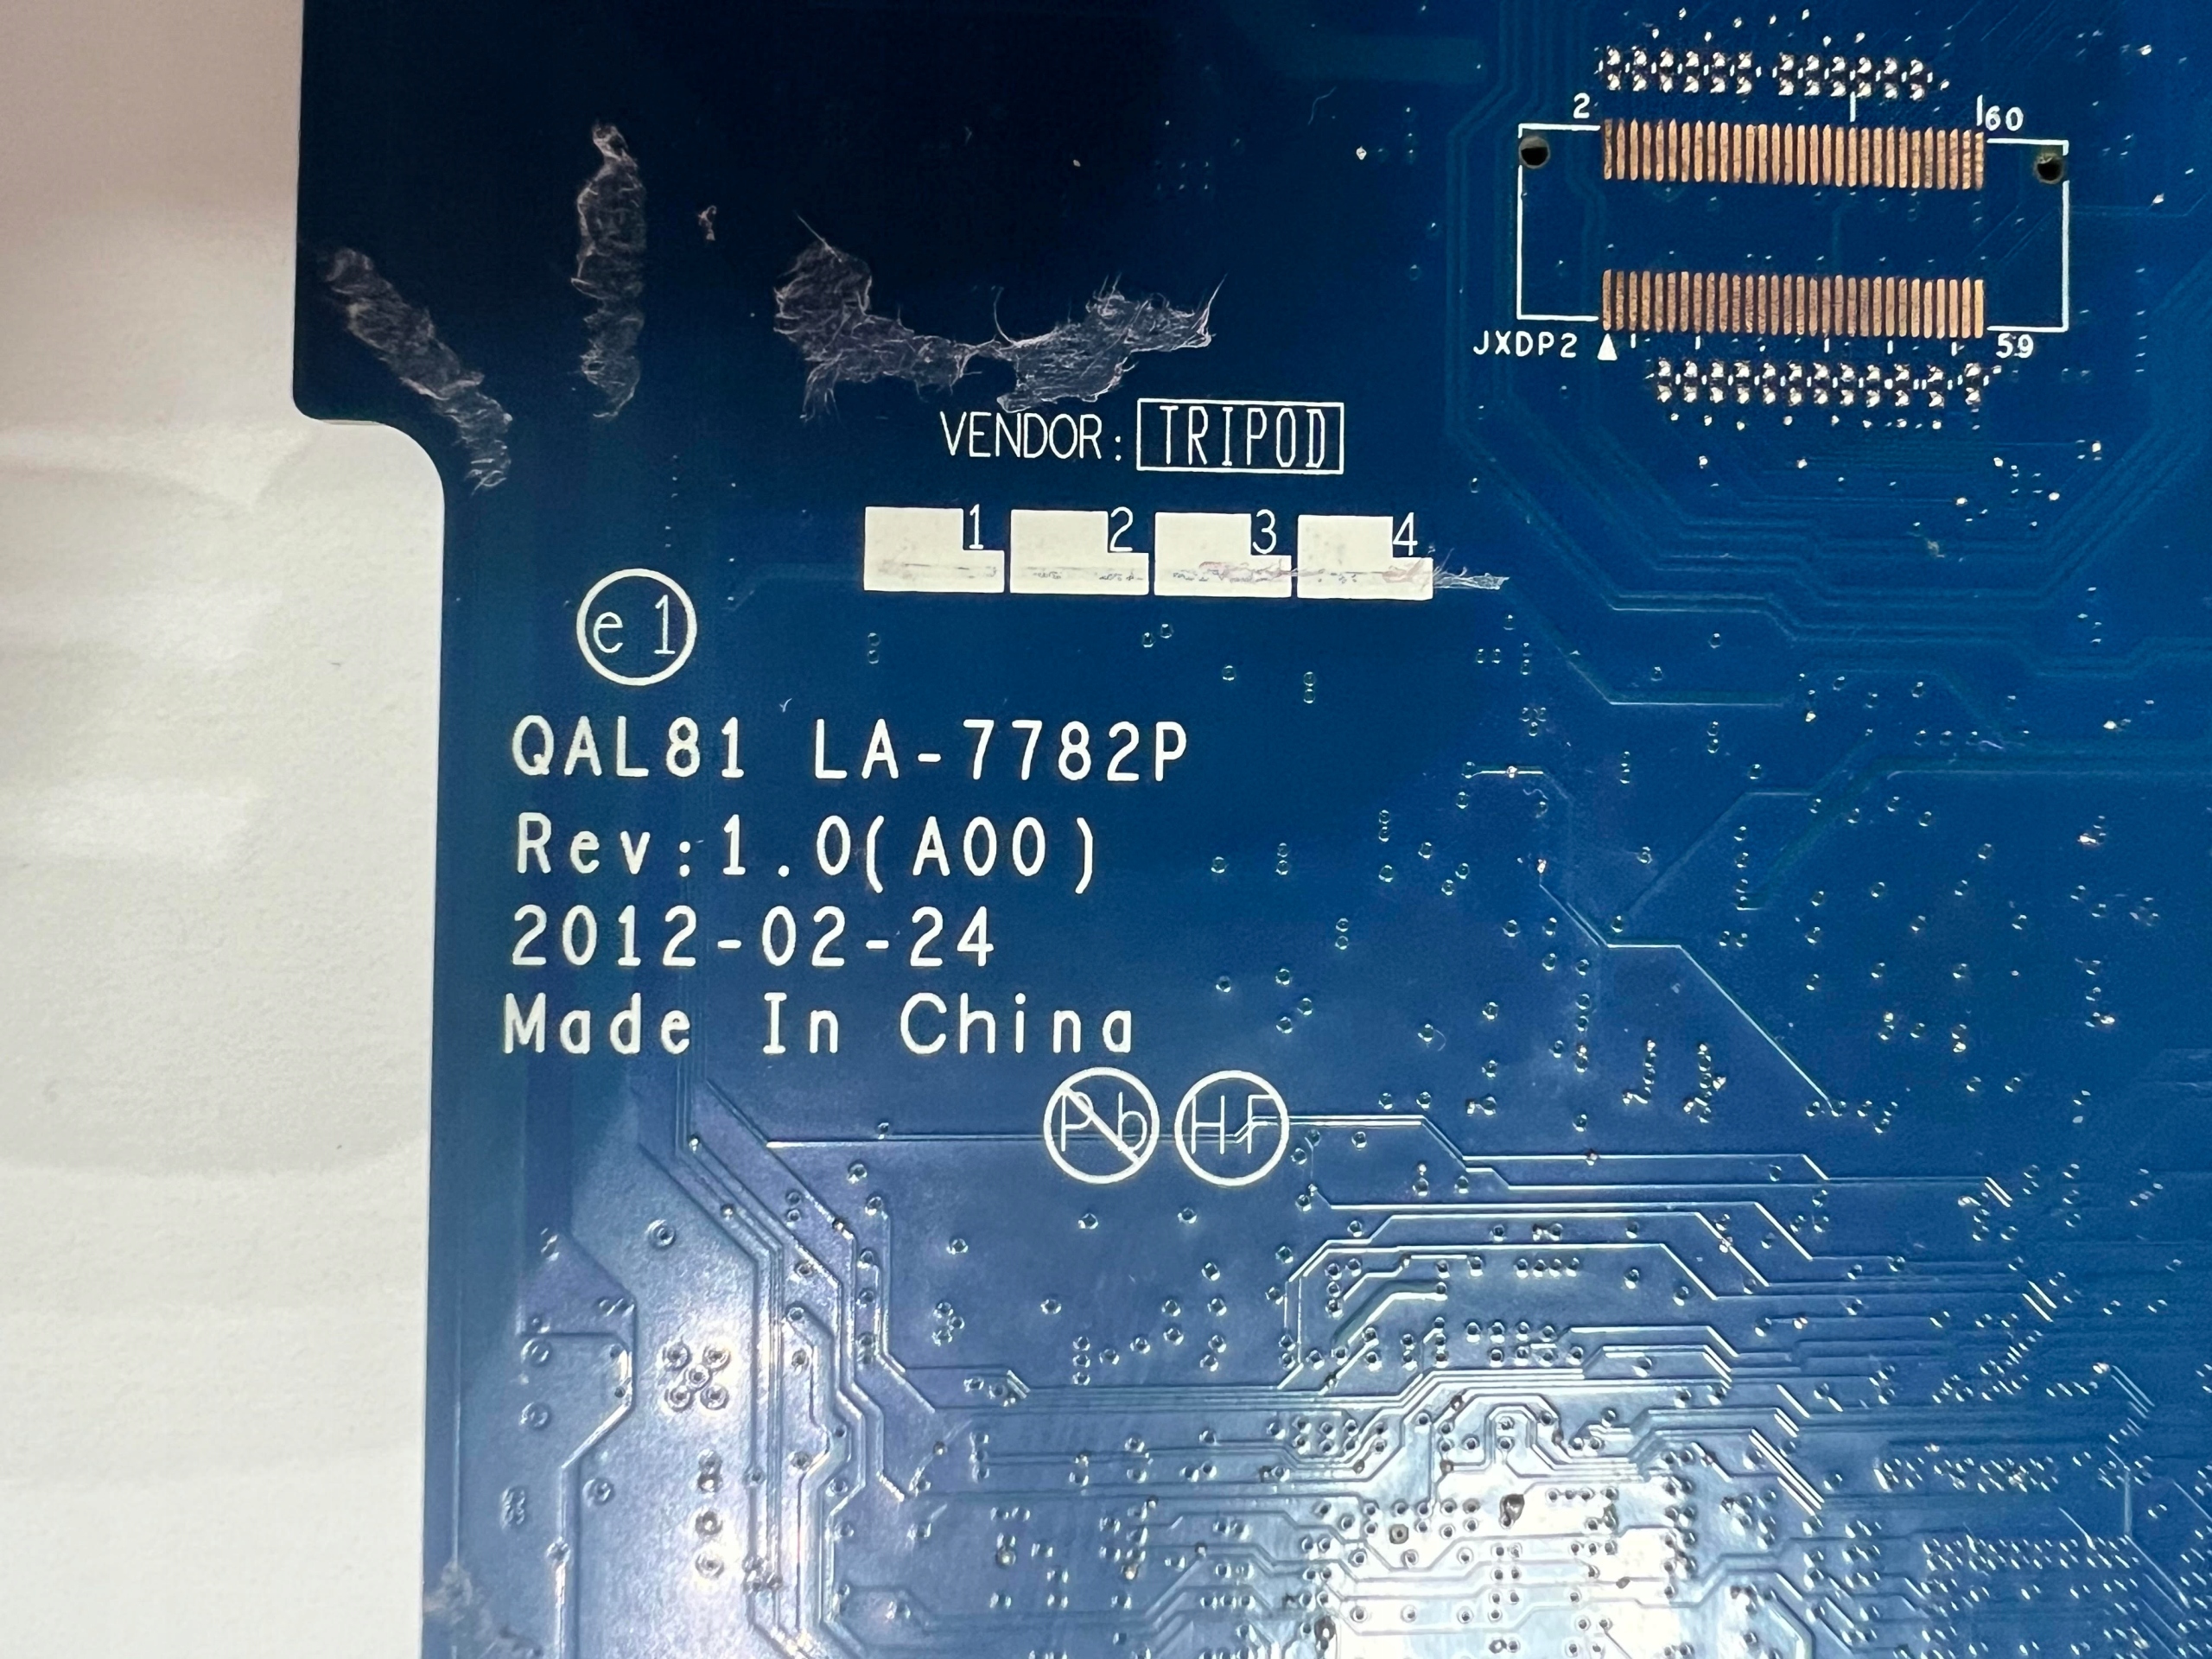 2 60
JXDP2 59
VENDOR: TRIPOD
1 2 3 4
e1
QAL81 LA-7782P
Rev:1.0(A00)
2012-02-24
Made In China
Pb HF